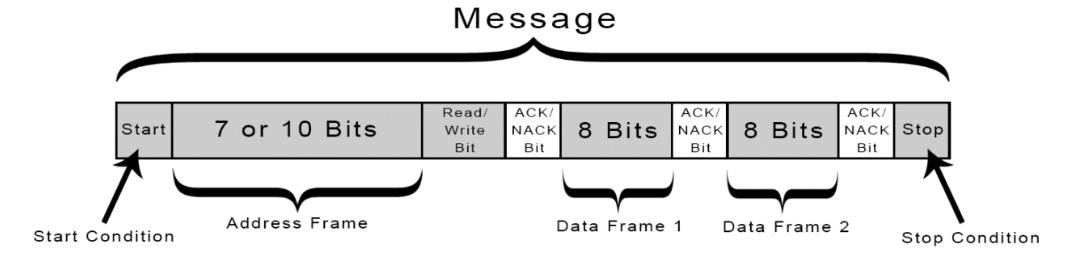 Message
Start
7 or 10 Bits
Read/
Write
Bit
ACK/
NACK
Bit
8 Bits
ACK/
NACK
Bit
8 Bits
ACK/
NACK
Bit
Stop
Start Condition
Address Frame
Data Frame 1
Data Frame 2
Stop Condition